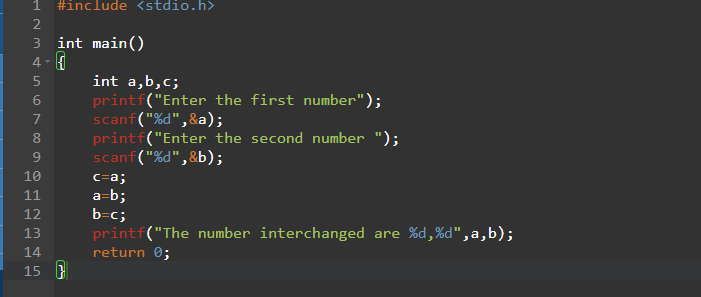 1 #include <stdio.h>
2
3 int main()
4 {
5 int a,b,c;
6 printf("Enter the first number");
7 scanf("%d",&a);
8 printf("Enter the second number ");
9 scanf("%d",&b);
10 c=a;
11 a=b;
12 b=c;
13 printf("The number interchanged are %d,%d",a,b);
14 return 0;
15 }